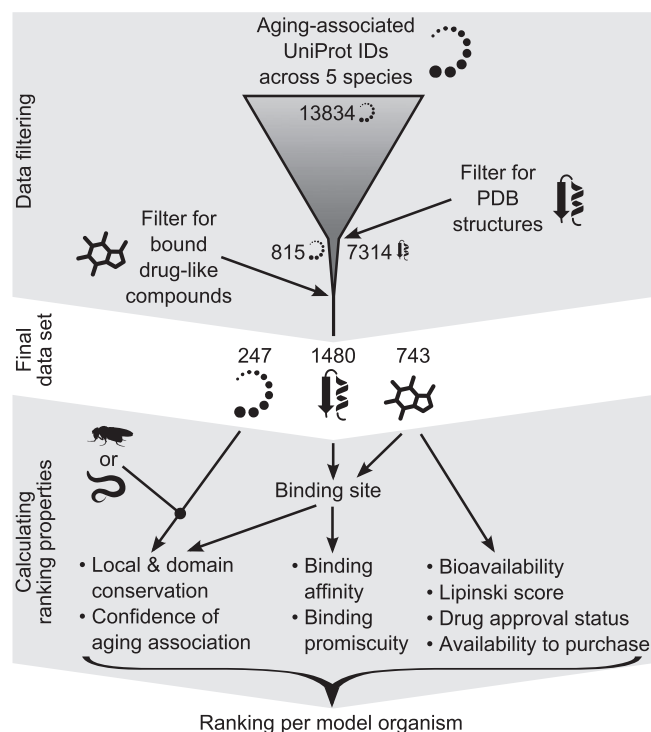 Aging-associated
UniProt IDs
across 5 species
13834
Data filtering
Filter for
PDB
structures
Filter for
bound
drug-like
compounds
815
7314
Final
data set
247
1480
743
or
Binding site
Calculating
ranking properties
• Local & domain
conservation
• Confidence of
aging association
• Binding
affinity
• Binding
promiscuity
• Bioavailability
• Lipinski score
• Drug approval status
• Availability to purchase
Ranking per model organism